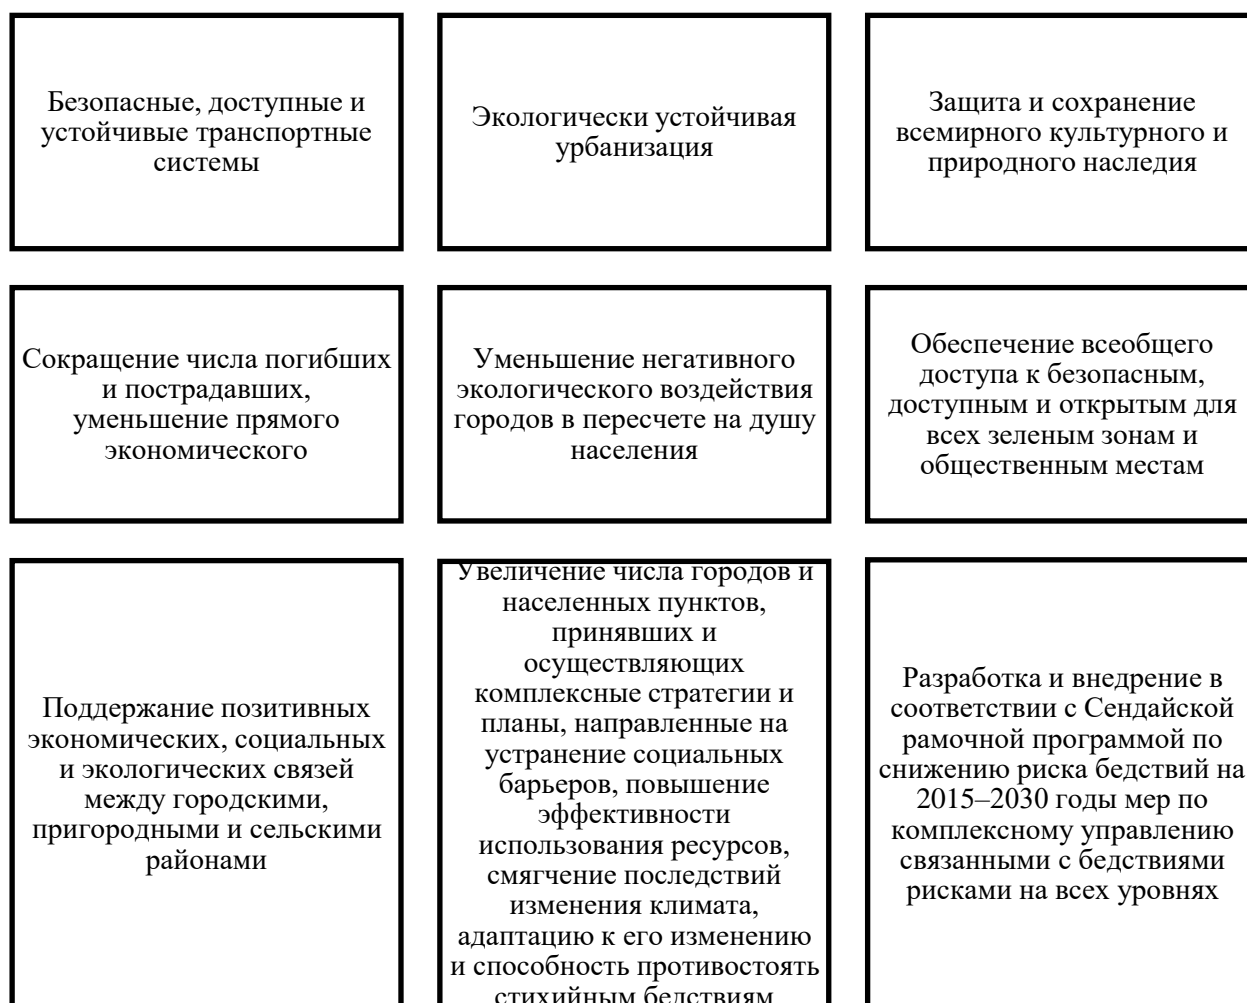 Безопасные, доступные и
устойчивые транспортные
системы
Экологически устойчивая
урбанизация
Защита и сохранение
всемирного культурного и
природного наследия
Сокращение числа погибших
и пострадавших,
уменьшение прямого
экономического
Уменьшение негативного
экологического воздействия
городов в пересчете на душу
населения
Обеспечение всеобщего
доступа к безопасным,
доступным и открытым для
всех зеленым зонам и
общественным местам
Поддержание позитивных
экономических, социальных
и экологических связей
между городскими,
пригородными и сельскими
районами
Увеличение числа городов и
населенных пунктов,
принявших и
осуществляющих
комплексные стратегии и
планы, направленные на
устранение социальных
барьеров, повышение
эффективности
использования ресурсов,
смягчение последствий
изменения климата,
адаптацию к его изменению
и способность противостоять
стихийным бедствиям
Разработка и внедрение в
соответствии с Сендайской
рамочной программой по
снижению риска бедствий на
2015–2030 годы мер по
комплексному управлению
связанными с бедствиями
рисками на всех уровнях